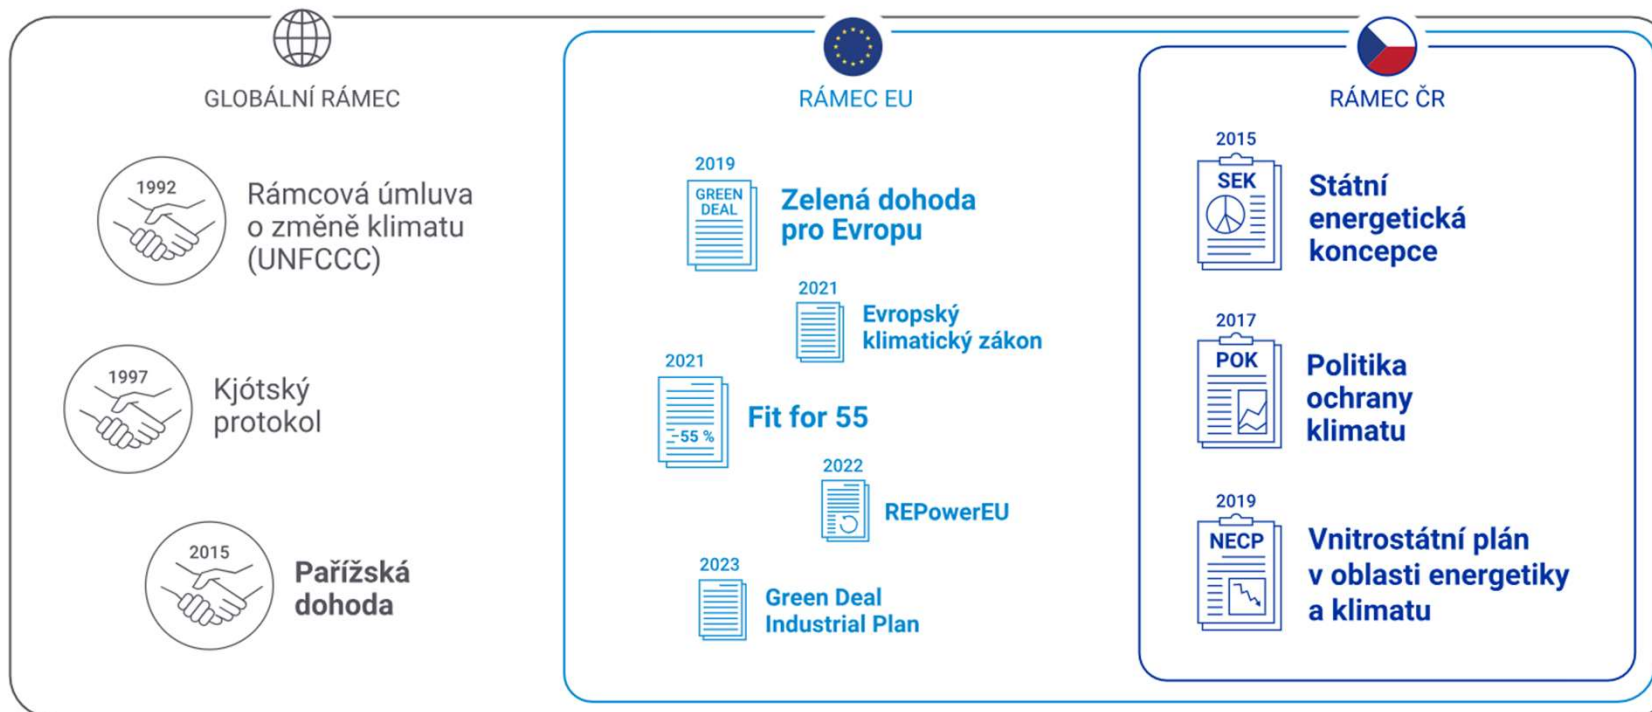 GLOBÁLNÍ RÁMEC
1992
Rámcová úmluva
o změně klimatu
(UNFCCC)
1997
Kjótský
protokol
2015
Pařížská
dohoda
RÁMEC EU
2019
GREEN
DEAL
Zelená dohoda
pro Evropu
2021
Evropský
klimatický zákon
2021
-55 %
Fit for 55
2022
REPowerEU
2023
Green Deal
Industrial Plan
RÁMEC ČR
2015
SEK
Státní
energetická
koncepce
2017
POK
Politika
ochrany
klimatu
2019
NECP
Vnitrostátní plán
v oblasti energetiky
a klimatu